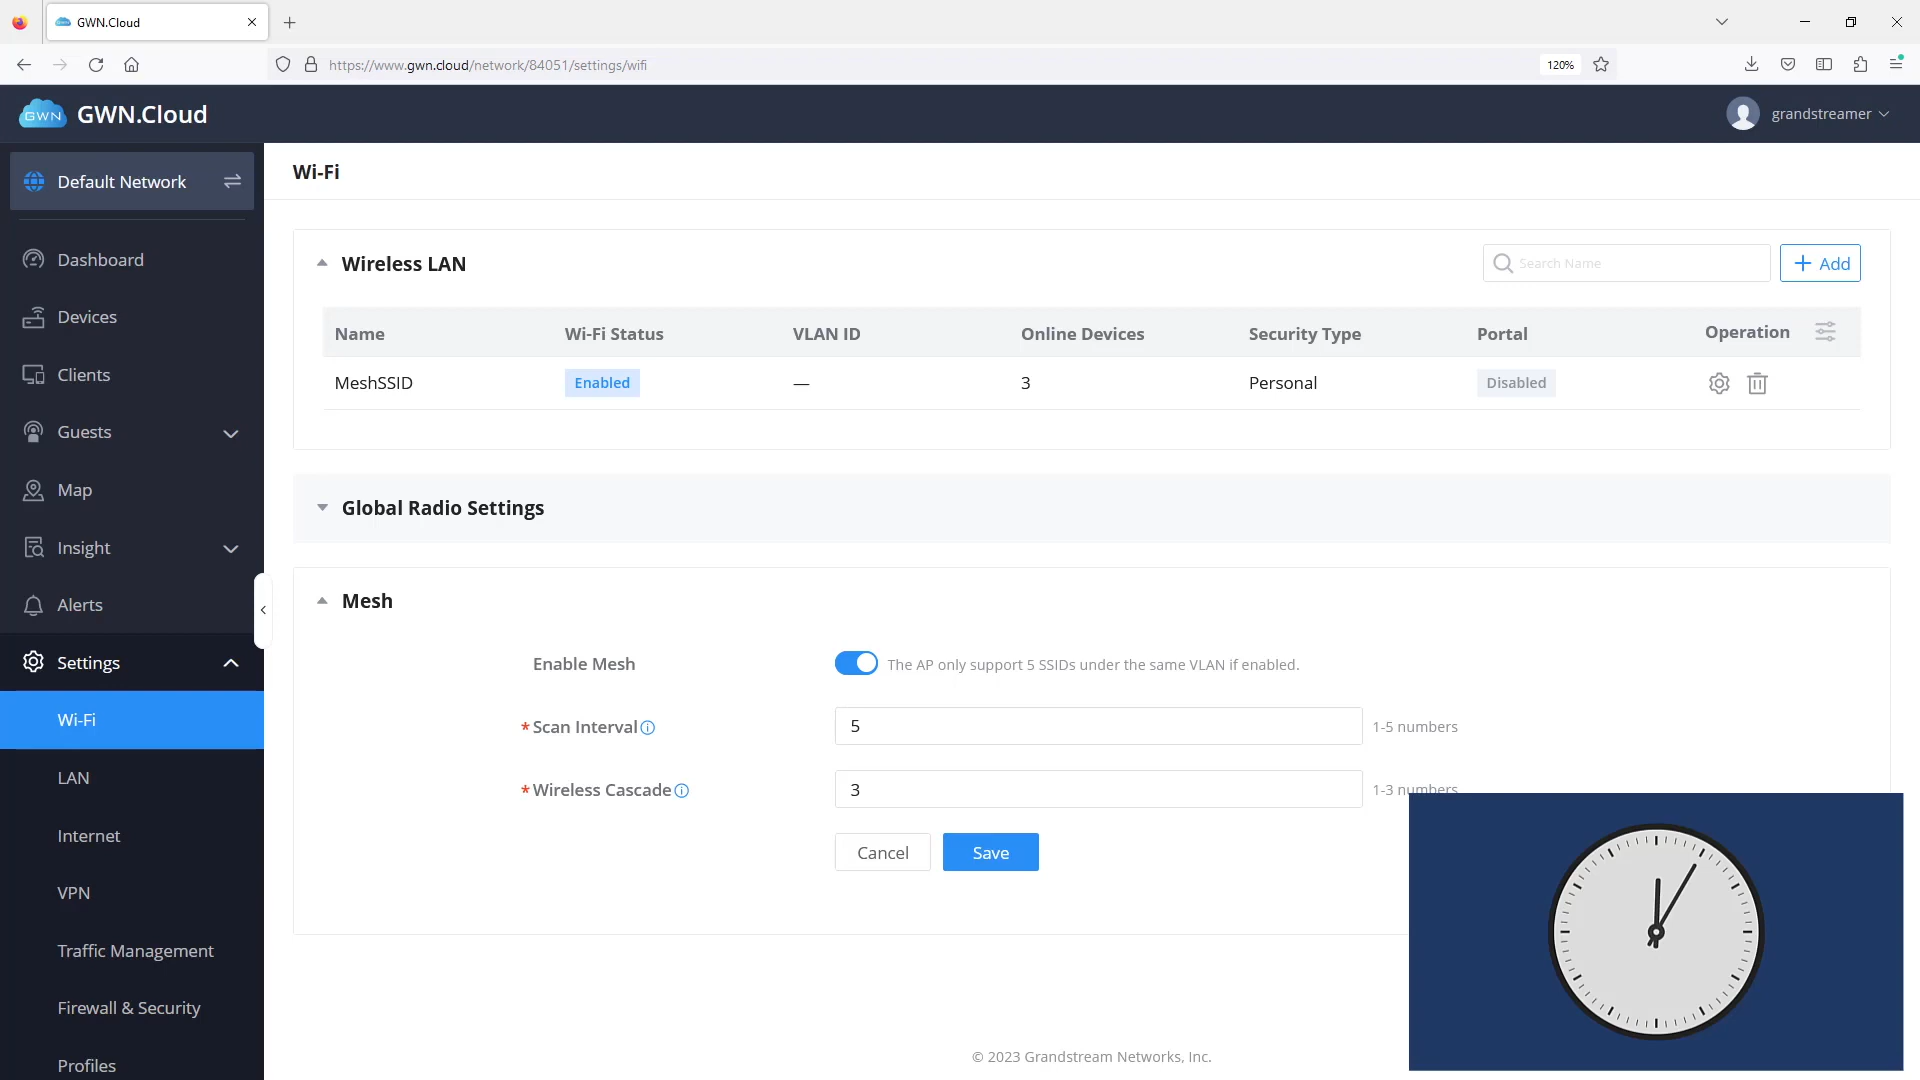 GWN.Cloud
https://www.gwn.cloud/network/84051/settings/wifi
120%
GWN
GWN.Cloud
grandstreamer
Default Network
Dashboard
Devices
Clients
Guests
Map
Insight
Alerts
Settings
Wi-Fi
LAN
Internet
VPN
Traffic Management
Firewall & Security
Profiles
Wi-Fi
Wireless LAN
Search Name
Add
Name Wi-Fi Status VLAN ID Online Devices Security Type Portal Operation
MeshSSID Enabled — 3 Personal Disabled
Global Radio Settings
Mesh
Enable Mesh The AP only support 5 SSIDs under the same VLAN if enabled.
* Scan Interval 5 1-5 numbers
* Wireless Cascade 3 1-3 numbers
Cancel Save
© 2023 Grandstream Networks, Inc.